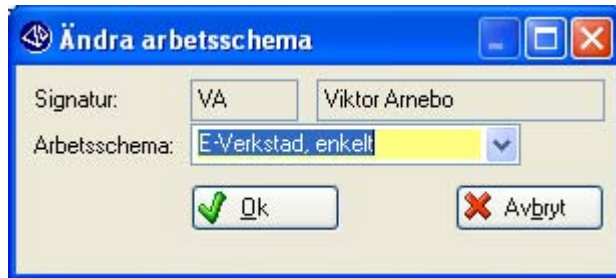 Ändra arbetsschema
Signatur: VA Viktor Arnebo
Arbetsschema: E-Verkstad, enkelt
Ok Avbryt